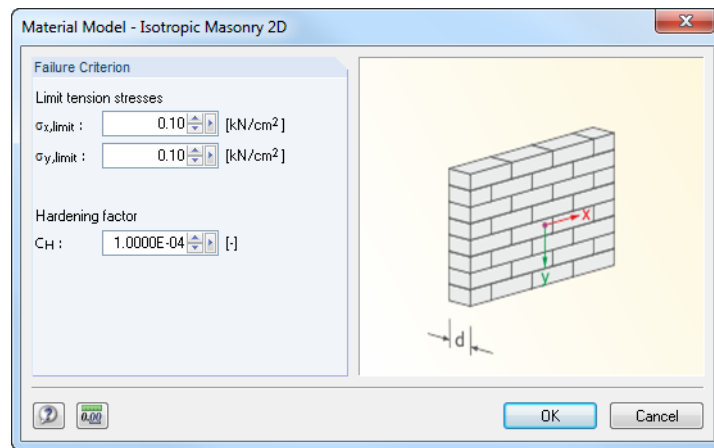 Material Model - Isotropic Masonry 2D
Failure Criterion
Limit tension stresses
σx,limit : 0.10 [kN/cm²]
σy,limit : 0.10 [kN/cm²]
Hardening factor
CH : 1.0000E-04 [-]
x
y
d
0.00
OK Cancel